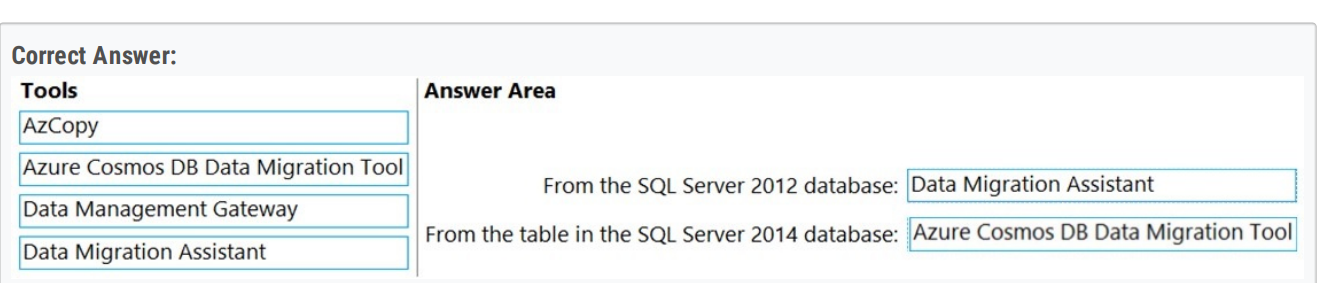 Correct Answer:
Tools
AzCopy
Azure Cosmos DB Data Migration Tool
Data Management Gateway
Data Migration Assistant
Answer Area
From the SQL Server 2012 database: Data Migration Assistant
From the table in the SQL Server 2014 database: Azure Cosmos DB Data Migration Tool